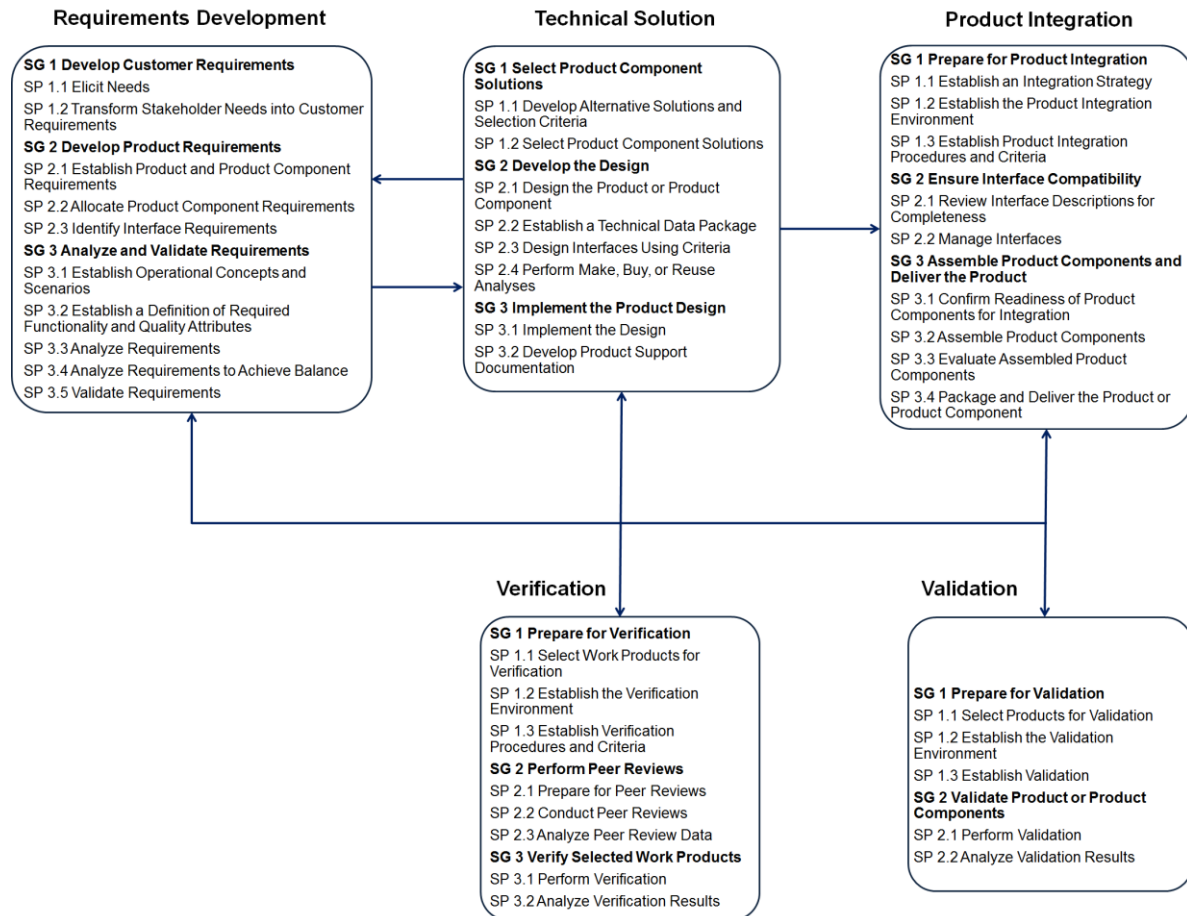 Requirements Development
SG 1 Develop Customer Requirements
SP 1.1 Elicit Needs
SP 1.2 Transform Stakeholder Needs into Customer
Requirements
SG 2 Develop Product Requirements
SP 2.1 Establish Product and Product Component
Requirements
SP 2.2 Allocate Product Component Requirements
SP 2.3 Identify Interface Requirements
SG 3 Analyze and Validate Requirements
SP 3.1 Establish Operational Concepts and
Scenarios
SP 3.2 Establish a Definition of Required
Functionality and Quality Attributes
SP 3.3 Analyze Requirements
SP 3.4 Analyze Requirements to Achieve Balance
SP 3.5 Validate Requirements
Technical Solution
SG 1 Select Product Component
Solutions
SP 1.1 Develop Alternative Solutions and
Selection Criteria
SP 1.2 Select Product Component Solutions
SG 2 Develop the Design
SP 2.1 Design the Product or Product
Component
SP 2.2 Establish a Technical Data Package
SP 2.3 Design Interfaces Using Criteria
SP 2.4 Perform Make, Buy, or Reuse
Analyses
SG 3 Implement the Product Design
SP 3.1 Implement the Design
SP 3.2 Develop Product Support
Documentation
Product Integration
SG 1 Prepare for Product Integration
SP 1.1 Establish an Integration Strategy
SP 1.2 Establish the Product Integration
Environment
SP 1.3 Establish Product Integration
Procedures and Criteria
SG 2 Ensure Interface Compatibility
SP 2.1 Review Interface Descriptions for
Completeness
SP 2.2 Manage Interfaces
SG 3 Assemble Product Components and
Deliver the Product
SP 3.1 Confirm Readiness of Product
Components for Integration
SP 3.2 Assemble Product Components
SP 3.3 Evaluate Assembled Product
Components
SP 3.4 Package and Deliver the Product or
Product Component
Verification
SG 1 Prepare for Verification
SP 1.1 Select Work Products for
Verification
SP 1.2 Establish the Verification
Environment
SP 1.3 Establish Verification
Procedures and Criteria
SG 2 Perform Peer Reviews
SP 2.1 Prepare for Peer Reviews
SP 2.2 Conduct Peer Reviews
SP 2.3 Analyze Peer Review Data
SG 3 Verify Selected Work Products
SP 3.1 Perform Verification
SP 3.2 Analyze Verification Results
Validation
SG 1 Prepare for Validation
SP 1.1 Select Products for Validation
SP 1.2 Establish the Validation
Environment
SP 1.3 Establish Validation
SG 2 Validate Product or Product
Components
SP 2.1 Perform Validation
SP 2.2 Analyze Validation Results